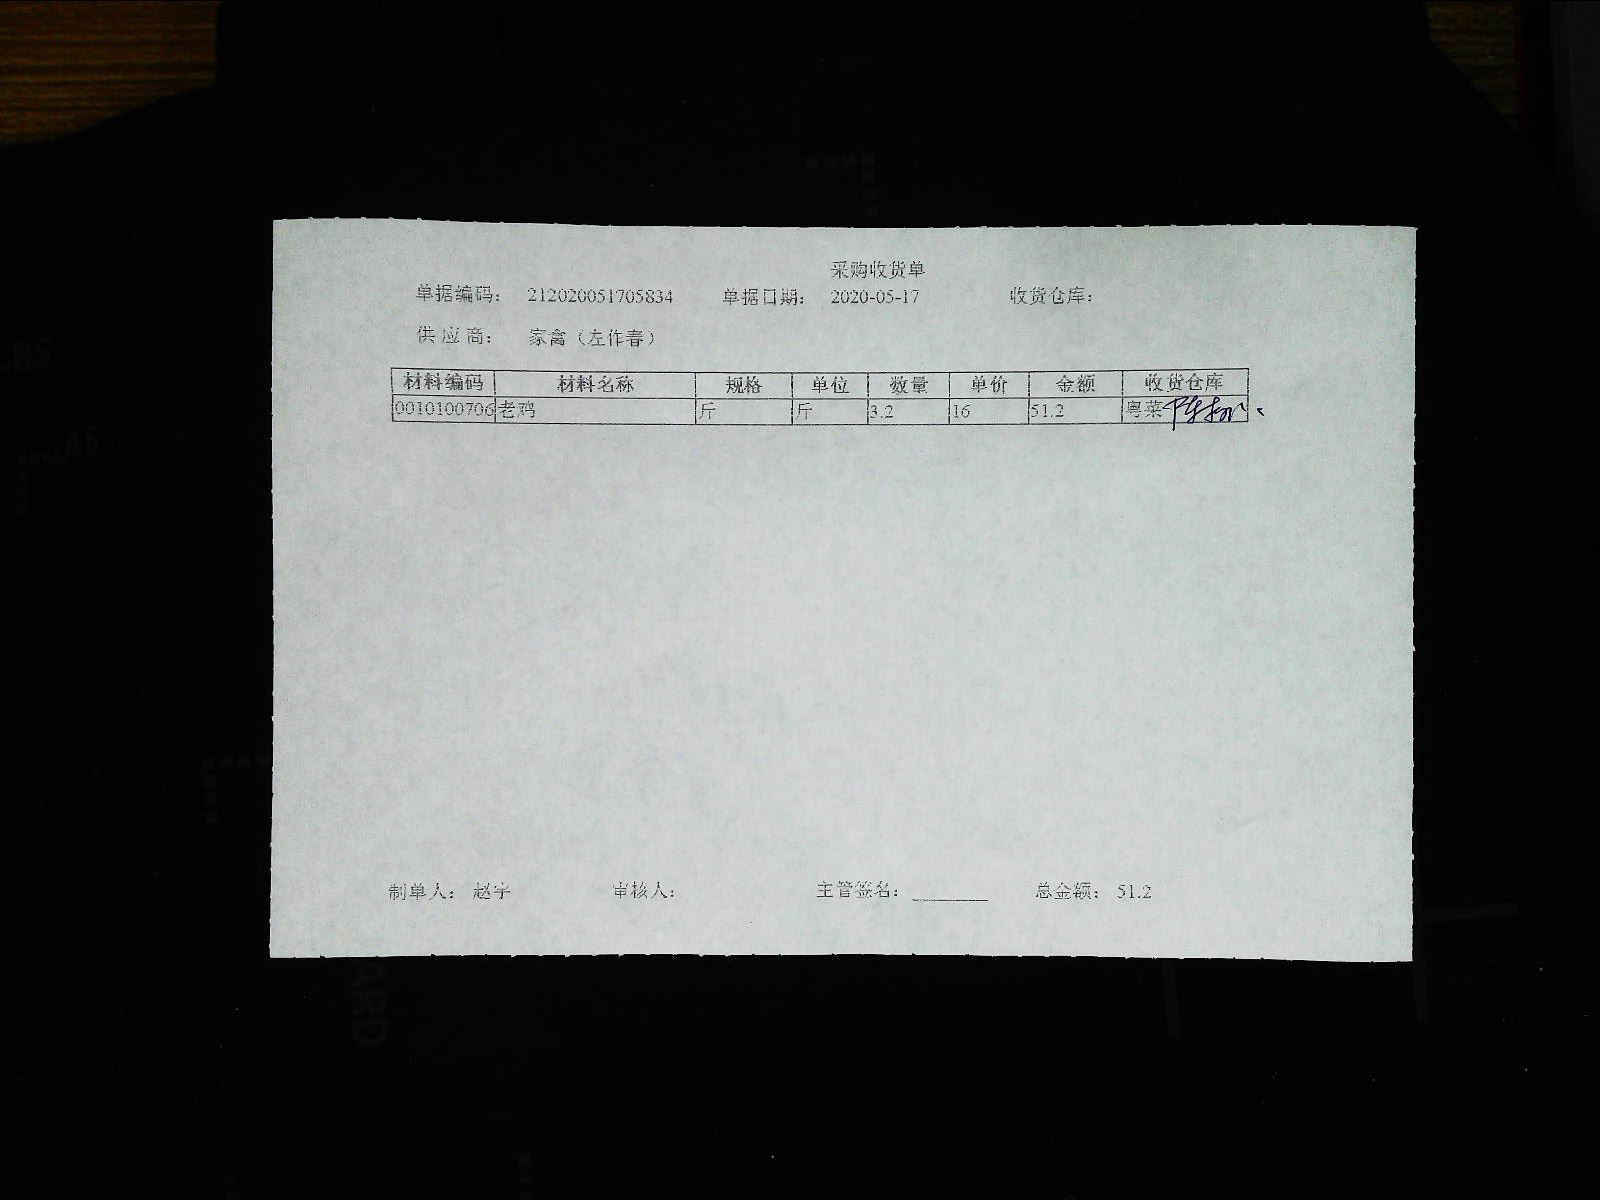 采购收货单
单据编码： 212020051705834 单据日期： 2020-05-17 收货仓库：
供应商： 家禽（左作春）
材料编码 材料名称 规格 单位 数量 单价 金额 收货仓库
0010100706 老鸡 斤 斤 3.2 16 51.2 粤菜
制单人： 赵宇 审核人： 主管签名： 总金额： 51.2